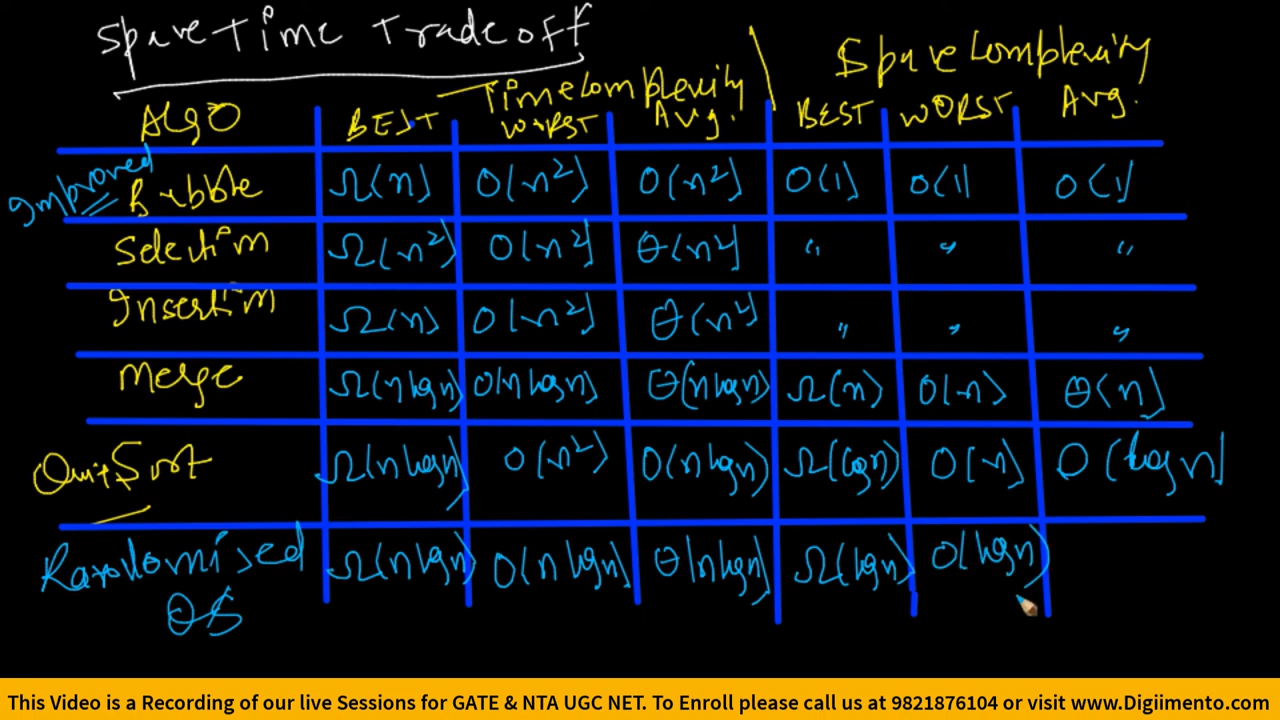 Space Time Tradeoff
Time Complexity Space Complexity
ALGO BEST WORST Avg. BEST WORST Avg.
Improved Bubble Ω(n) O(n²) O(n²) O(1) O(1) O(1)
Selection Ω(n²) O(n²) θ(n²) " " "
Insertion Ω(n) O(n²) θ(n²) " " "
Merge Ω(n log n) O(n log n) θ(n log n) Ω(n) O(n) θ(n)
Ω(n log n) O(n²) O(n log n) Ω(log n) O(n) O(log n)
Randomised Ω(n log n) O(n log n) θ(n log n) Ω(log n) O(log n)
QS
This Video is a Recording of our live Sessions for GATE & NTA UGC NET. To Enroll please call us at 9821876104 or visit www.Digiimento.com